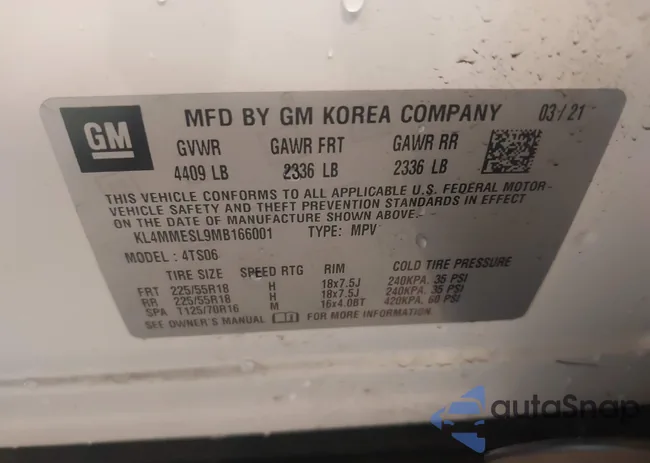 GM
MFD BY GM KOREA COMPANY 03/21
GVWR GAWR FRT GAWR RR
4409 LB 2336 LB 2336 LB
THIS VEHICLE CONFORMS TO ALL APPLICABLE U.S. FEDERAL MOTOR-
VEHICLE SAFETY AND THEFT PREVENTION STANDARDS IN EFFECT
ON THE DATE OF MANUFACTURE SHOWN ABOVE.
KL4MMESL9MB166001 TYPE: MPV
MODEL: 4TS06
TIRE SIZE SPEED RTG RIM COLD TIRE PRESSURE
FRT 225/55R18 H 18x7.5J 240KPA. 35 PSI
RR 225/55R18 H 18x7.5J 240KPA. 35 PSI
SPA T125/70R16 M 16x4.0BT 420KPA. 60 PSI
SEE OWNER'S MANUAL FOR MORE INFORMATION.
autoSnap